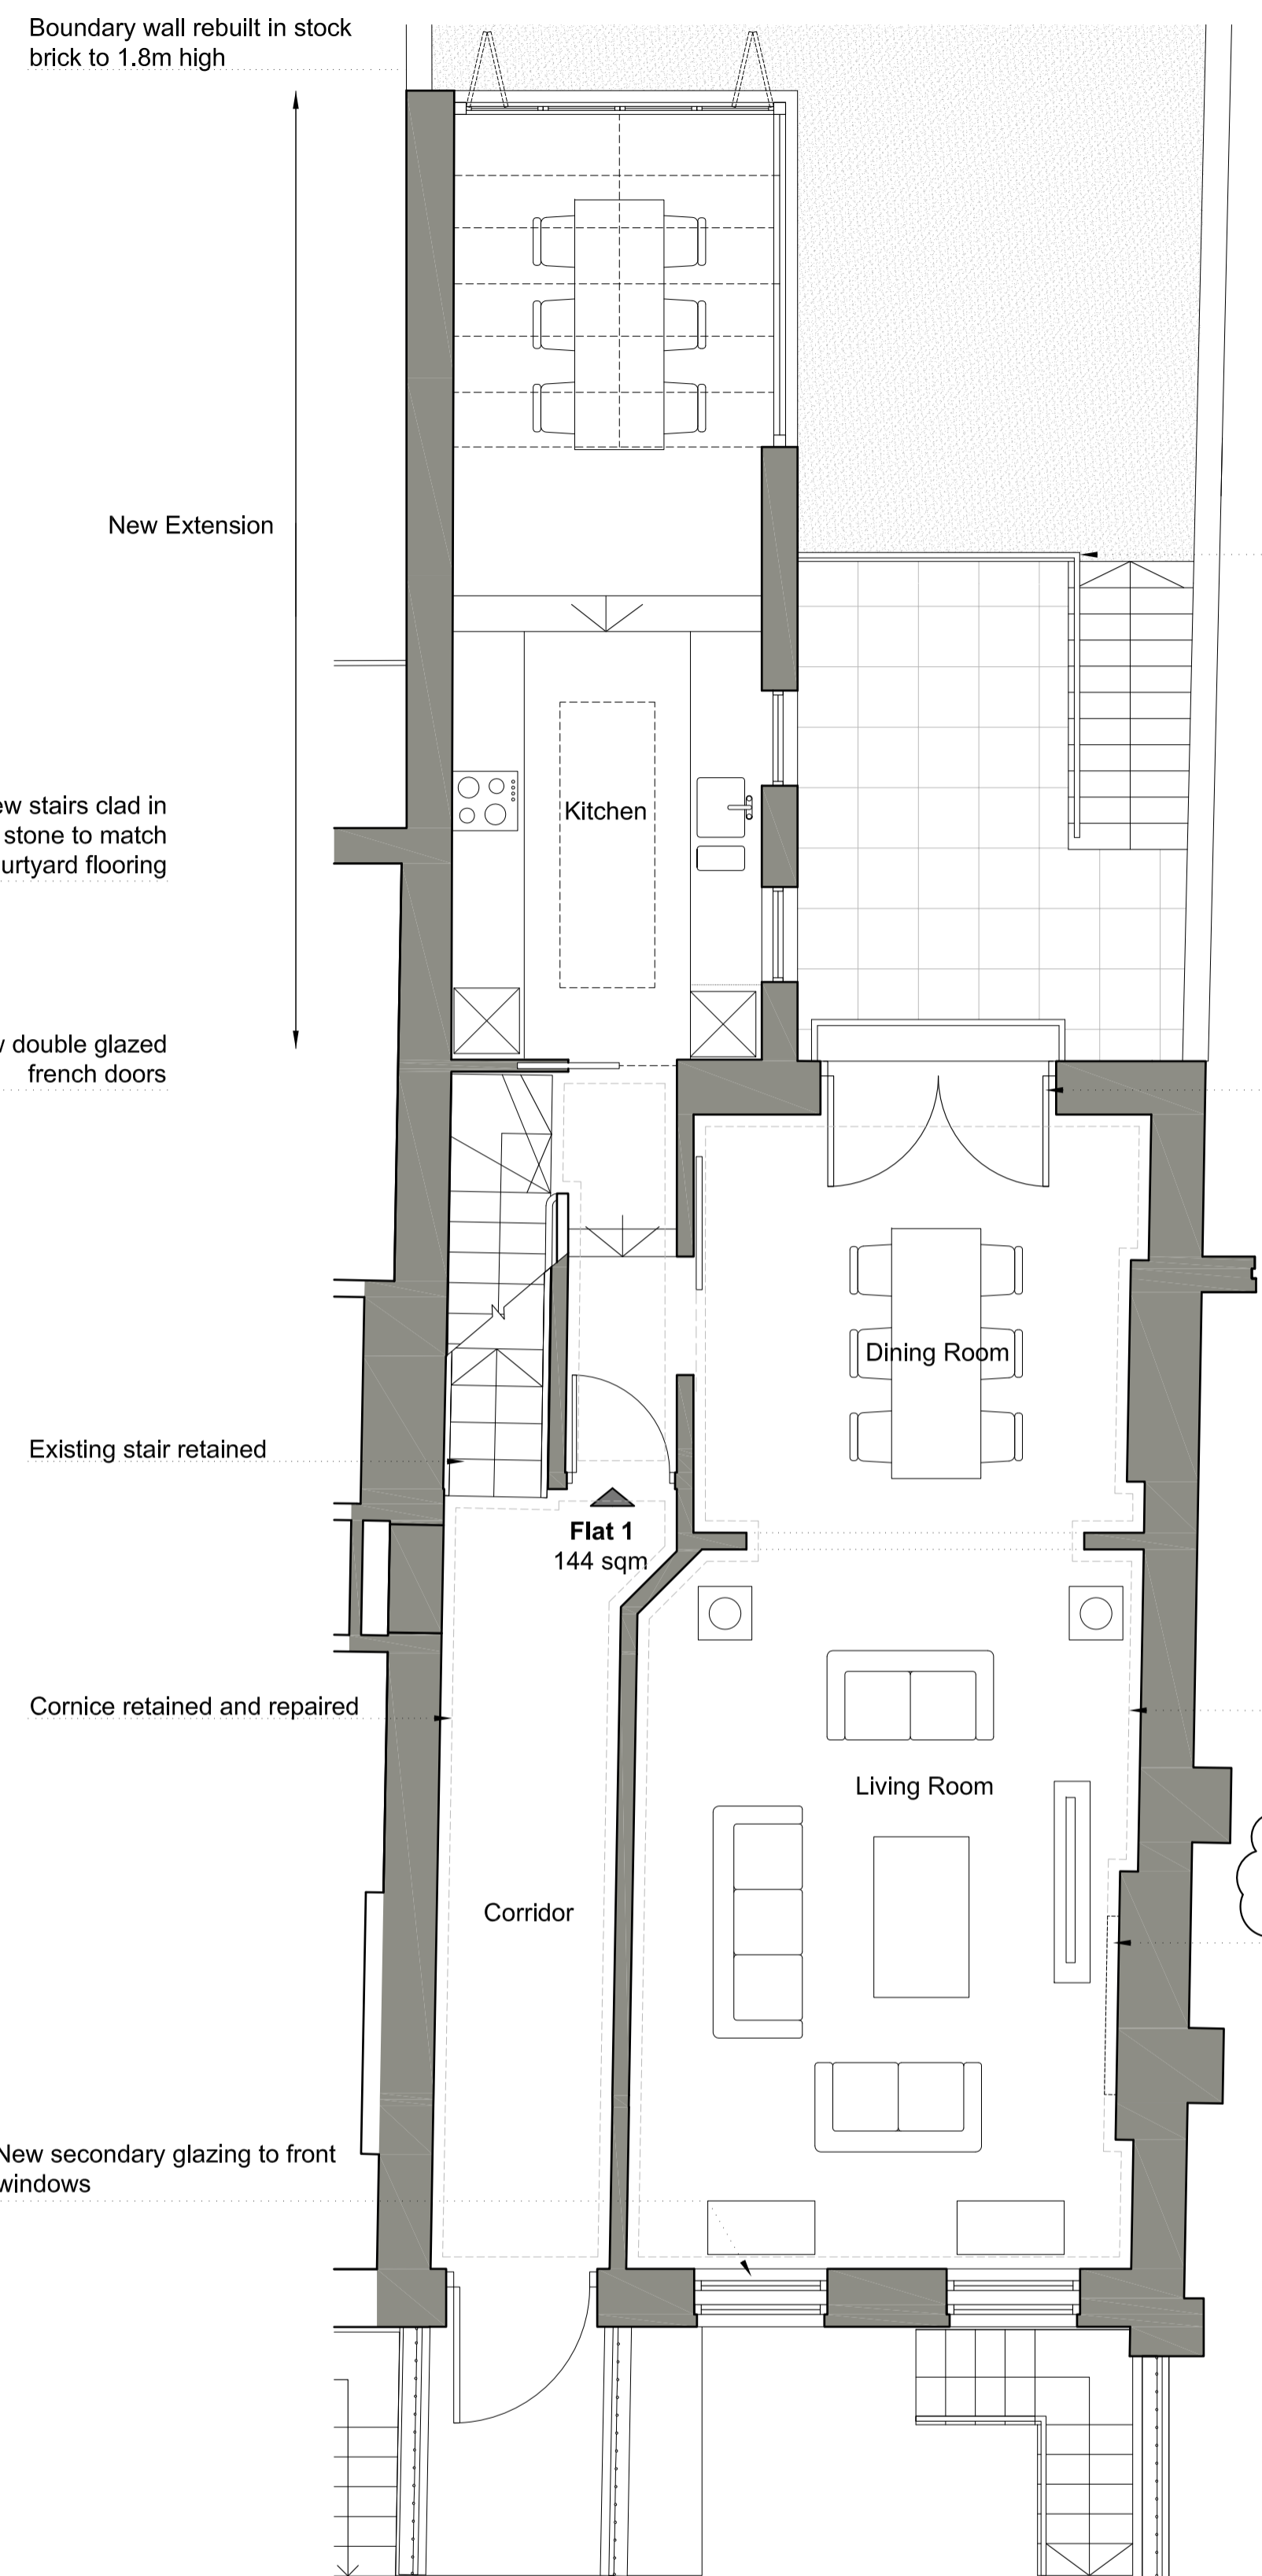 Boundary wall rebuilt in stock
brick to 1.8m high
New Extension
stairs clad in
stone to match
flooring
Kitchen
double glazed
french doors
Dining Room
Existing stair retained
Flat 1
144 sqm
Cornice retained and repaired
Living Room
Corridor
New secondary glazing to front
windows